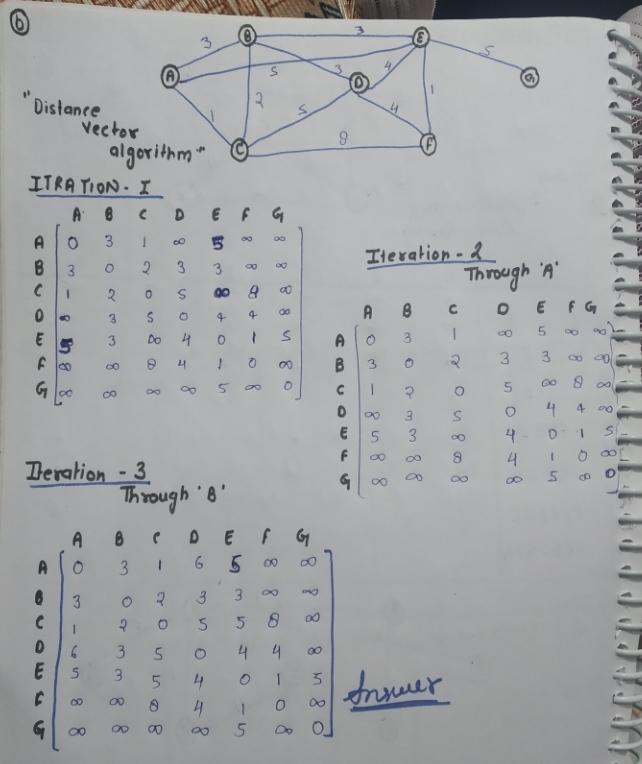 b
3 B 3 E 5 G
A 5 3 D 4
"Distance
Vector
algorithm"
1 2 5 4 1
C 8 F
ITRATION - I
A B C D E F G
A 0 3 1 ∞ 5 ∞ ∞
B 3 0 2 3 3 ∞ ∞
C 1 2 0 5 ∞ 8 ∞
D ∞ 3 5 0 4 4 ∞
E 5 3 ∞ 4 0 1 5
F ∞ ∞ 8 4 1 0 ∞
G ∞ ∞ ∞ ∞ 5 ∞ 0
Iteration - 2
Through 'A'
A B C D E F G
A 0 3 1 ∞ 5 ∞ ∞
B 3 0 2 3 3 ∞ ∞
C 1 2 0 5 ∞ 8 ∞
D ∞ 3 5 0 4 4 ∞
E 5 3 ∞ 4 0 1 5
F ∞ ∞ 8 4 1 0 ∞
G ∞ ∞ ∞ ∞ 5 ∞ 0
Iteration - 3
Through 'B'
A B C D E F G
A 0 3 1 6 5 ∞ ∞
B 3 0 2 3 3 ∞ ∞
C 1 2 0 5 5 8 ∞
D 6 3 5 0 4 4 ∞
E 5 3 5 4 0 1 5
F ∞ ∞ 8 4 1 0 ∞
G ∞ ∞ ∞ ∞ 5 ∞ 0
Answer